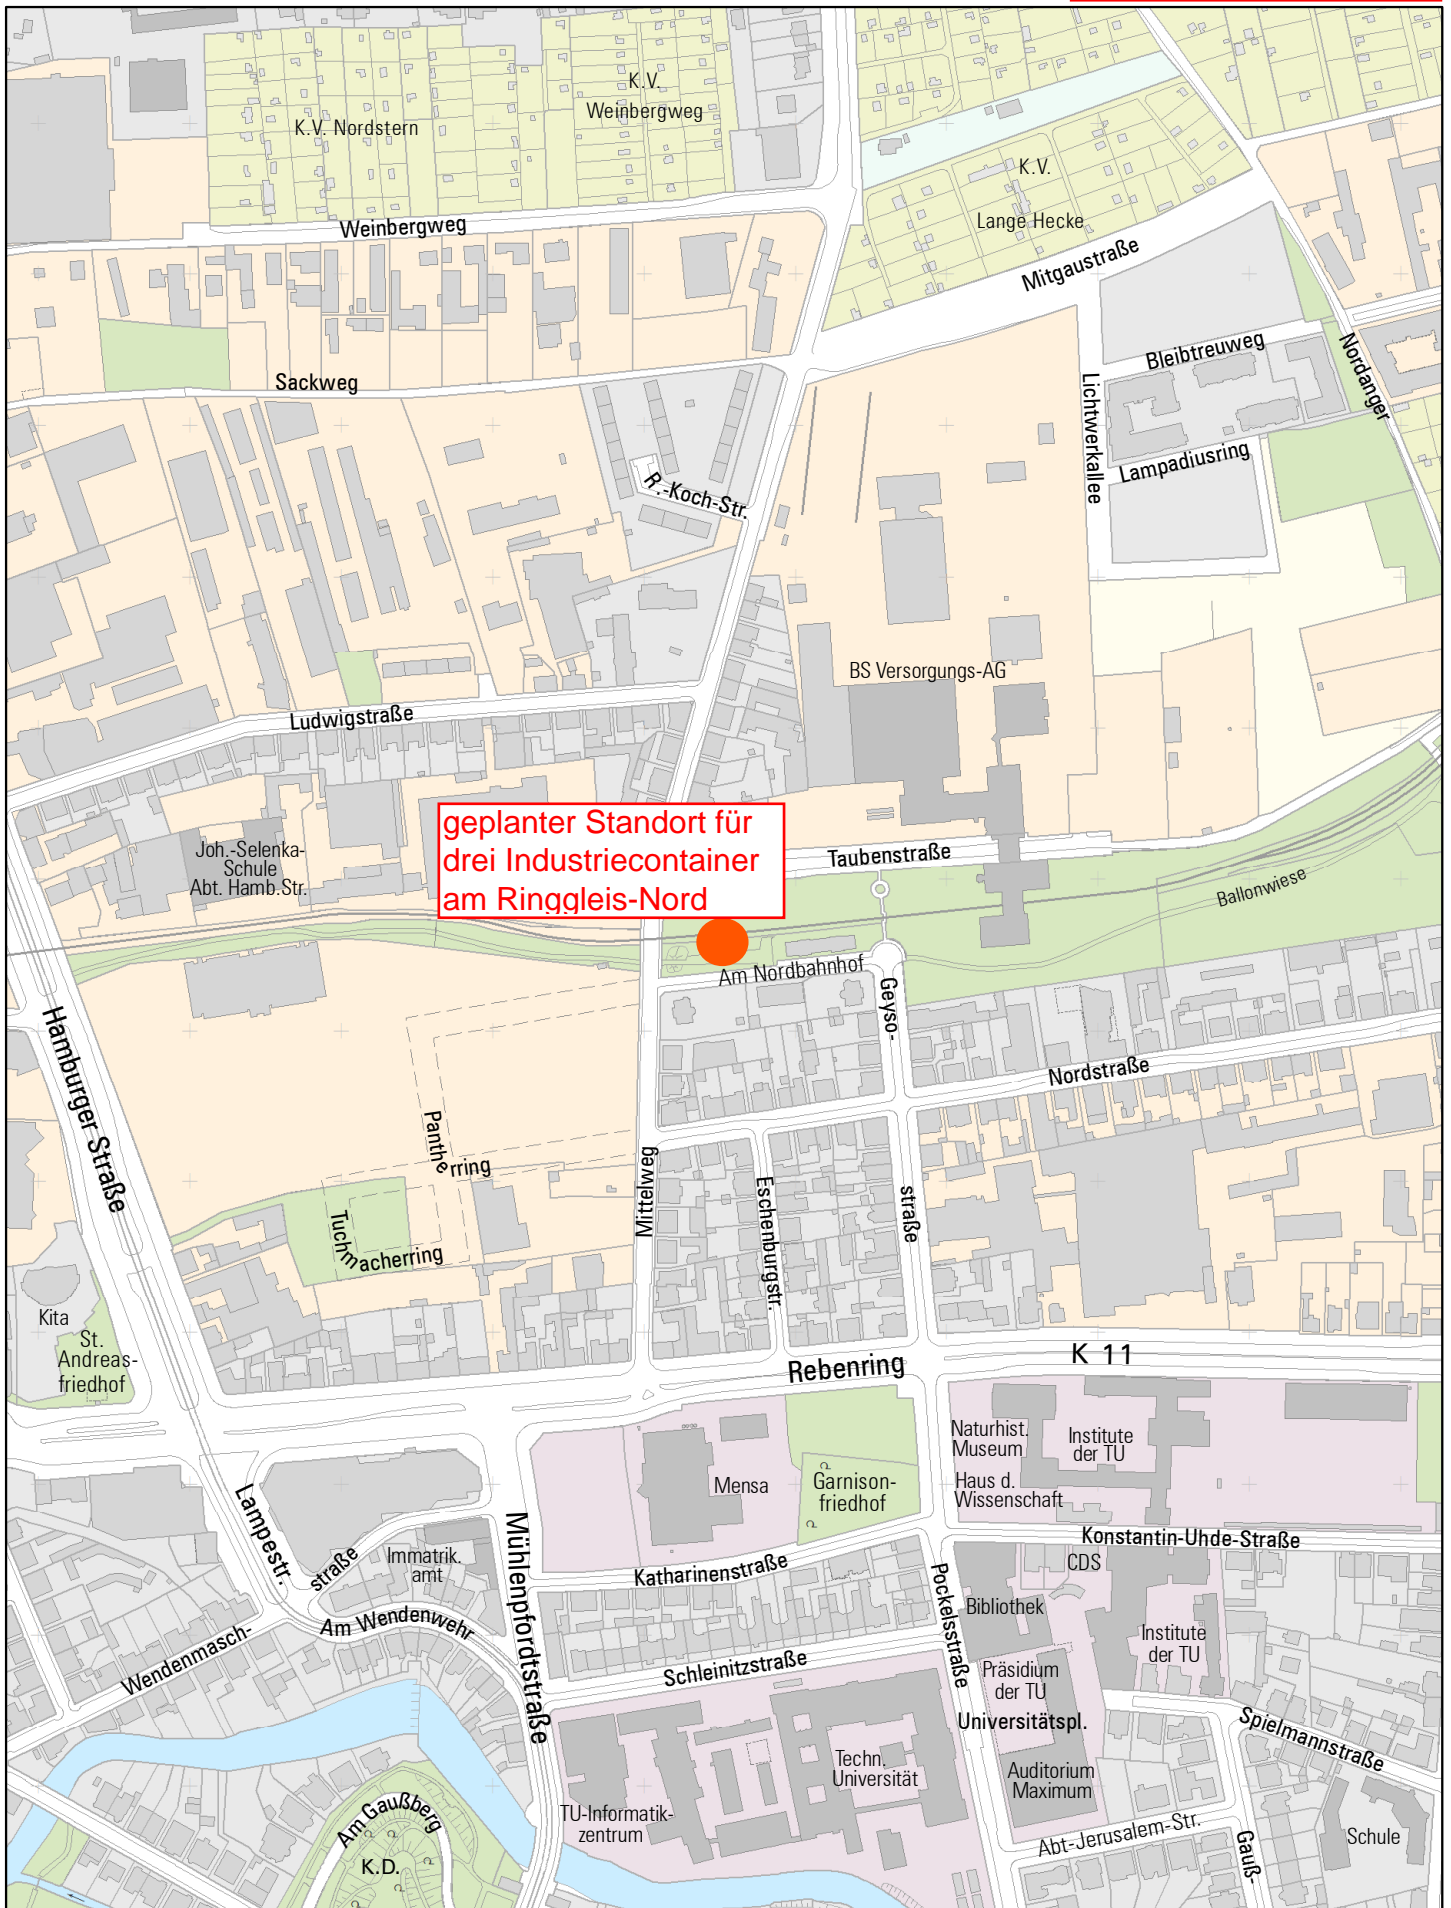 K.V.
Weinbergweg
K.V. Nordstern
K.V.
Lange Hecke
Weinbergweg
Mitgaustraße
Bleibtreuweg
Nordanger
Sackweg
Lichtwerkallee
Lampadiusring
R.-Koch-Str.
BS Versorgungs-AG
Ludwigstraße
geplanter Standort für
drei Industriecontainer
am Ringgleis-Nord
Joh.-Selenka-
Schule
Abt. Hamb.Str.
Taubenstraße
Ballonwiese
Am Nordbahnhof
Geyso-
straße
Hamburger Straße
Nordstraße
Pantherring
Mittelweg
Eschenburgstr.
Tuchmacherring
Kita
St.
Andreas-
friedhof
Rebenring
K 11
Naturhist.
Museum
Institute
der TU
Haus d.
Wissenschaft
Mensa
Garnison-
friedhof
Lampestr.
Mühlenpfordtstraße
Konstantin-Uhde-Straße
Immatrik.
amt
Katharinenstraße
CDS
Pockelsstraße
Bibliothek
Wendenmasch-
straße
Am Wendenwehr
Institute
der TU
Schleinitzstraße
Präsidium
der TU
Universitätspl.
Spielmannstraße
Techn.
Universität
Auditorium
Maximum
TU-Informatik-
zentrum
Am Gaußberg
K.D.
Abt-Jerusalem-Str.
Gauß-
Schule